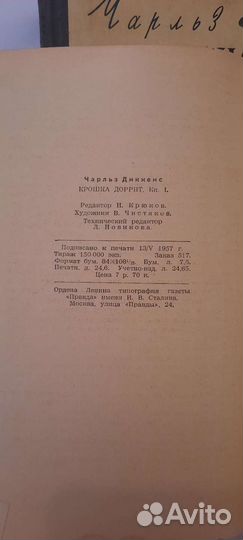 Чарльз
Чарльз Диккенс
КРОШКА ДОРРИТ, Кн. I.
Редактор Н. Крюков.
Художник В. Чистяков.
Технический редактор
Л. Новикова.
Подписано к печати 13/V 1957 г.
Тираж 150 000 экз. Заказ 517.
Формат бум. 84×108¹/₃₂. Бум. л. 7,5.
Печатн. л. 24,6. Учетно-изд. л. 24,65.
Цена 7 р. 70 к.
Ордена Ленина типография газеты
«Правда» имени И. В. Сталина.
Москва, улица «Правды», 24.
Avito